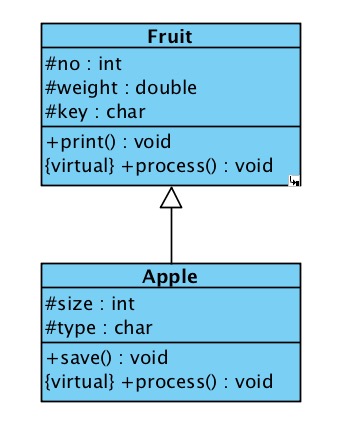 Fruit
#no : int
#weight : double
#key : char
+print() : void
{virtual} +process() : void
Apple
#size : int
#type : char
+save() : void
{virtual} +process() : void